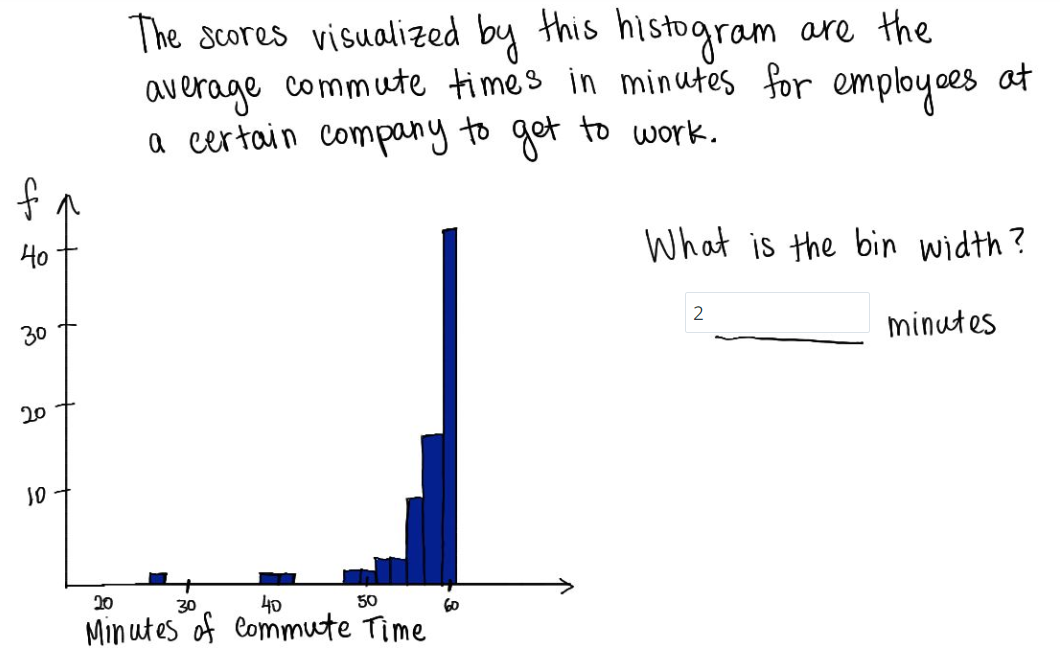 The scores visualized by this histogram are the
average commute times in minutes for employees at
a certain company to get to work.
f
40
30
20
10
20 30 40 50 60
Minutes of Commute Time
What is the bin width?
2 minutes